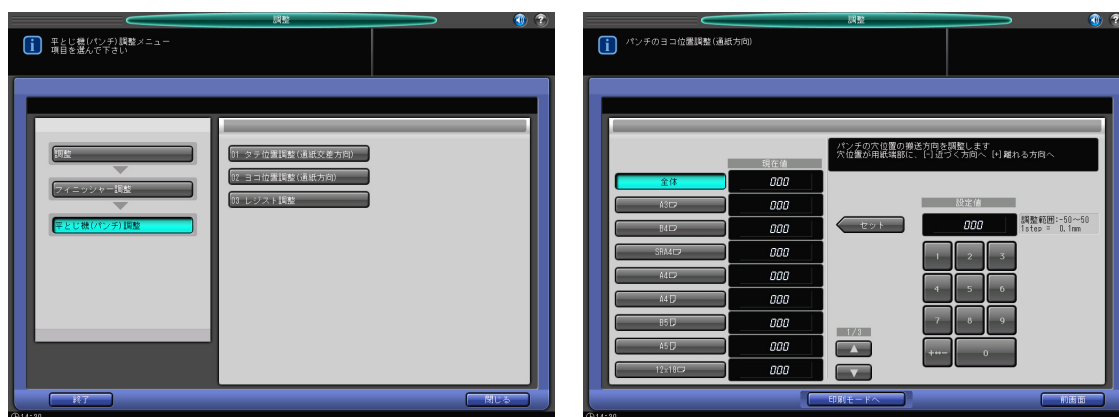 調整
平とじ機(パンチ)調整メニュー
項目を選んで下さい
調整
フィニッシャー調整
平とじ機(パンチ)調整
01 タテ位置調整(通紙交差方向)
02 ヨコ位置調整(通紙方向)
03 レジスト調整
終了
閉じる
14:30
調整
パンチのヨコ位置調整(通紙方向)
パンチの穴位置の搬送方向を調整します
穴位置が用紙端部に、[-]近づく方向へ [+]離れる方向へ
現在値
全体 000
A3 000
B4 000
SRA4 000
A4 000
A4 000
B5 000
A5 000
12x18 000
セット
設定値
000
調整範囲:-50~50
1step = 0.1mm
1 2 3
4 5 6
7 8 9
+↔- 0
1/3
印刷モードへ
前画面
14:30